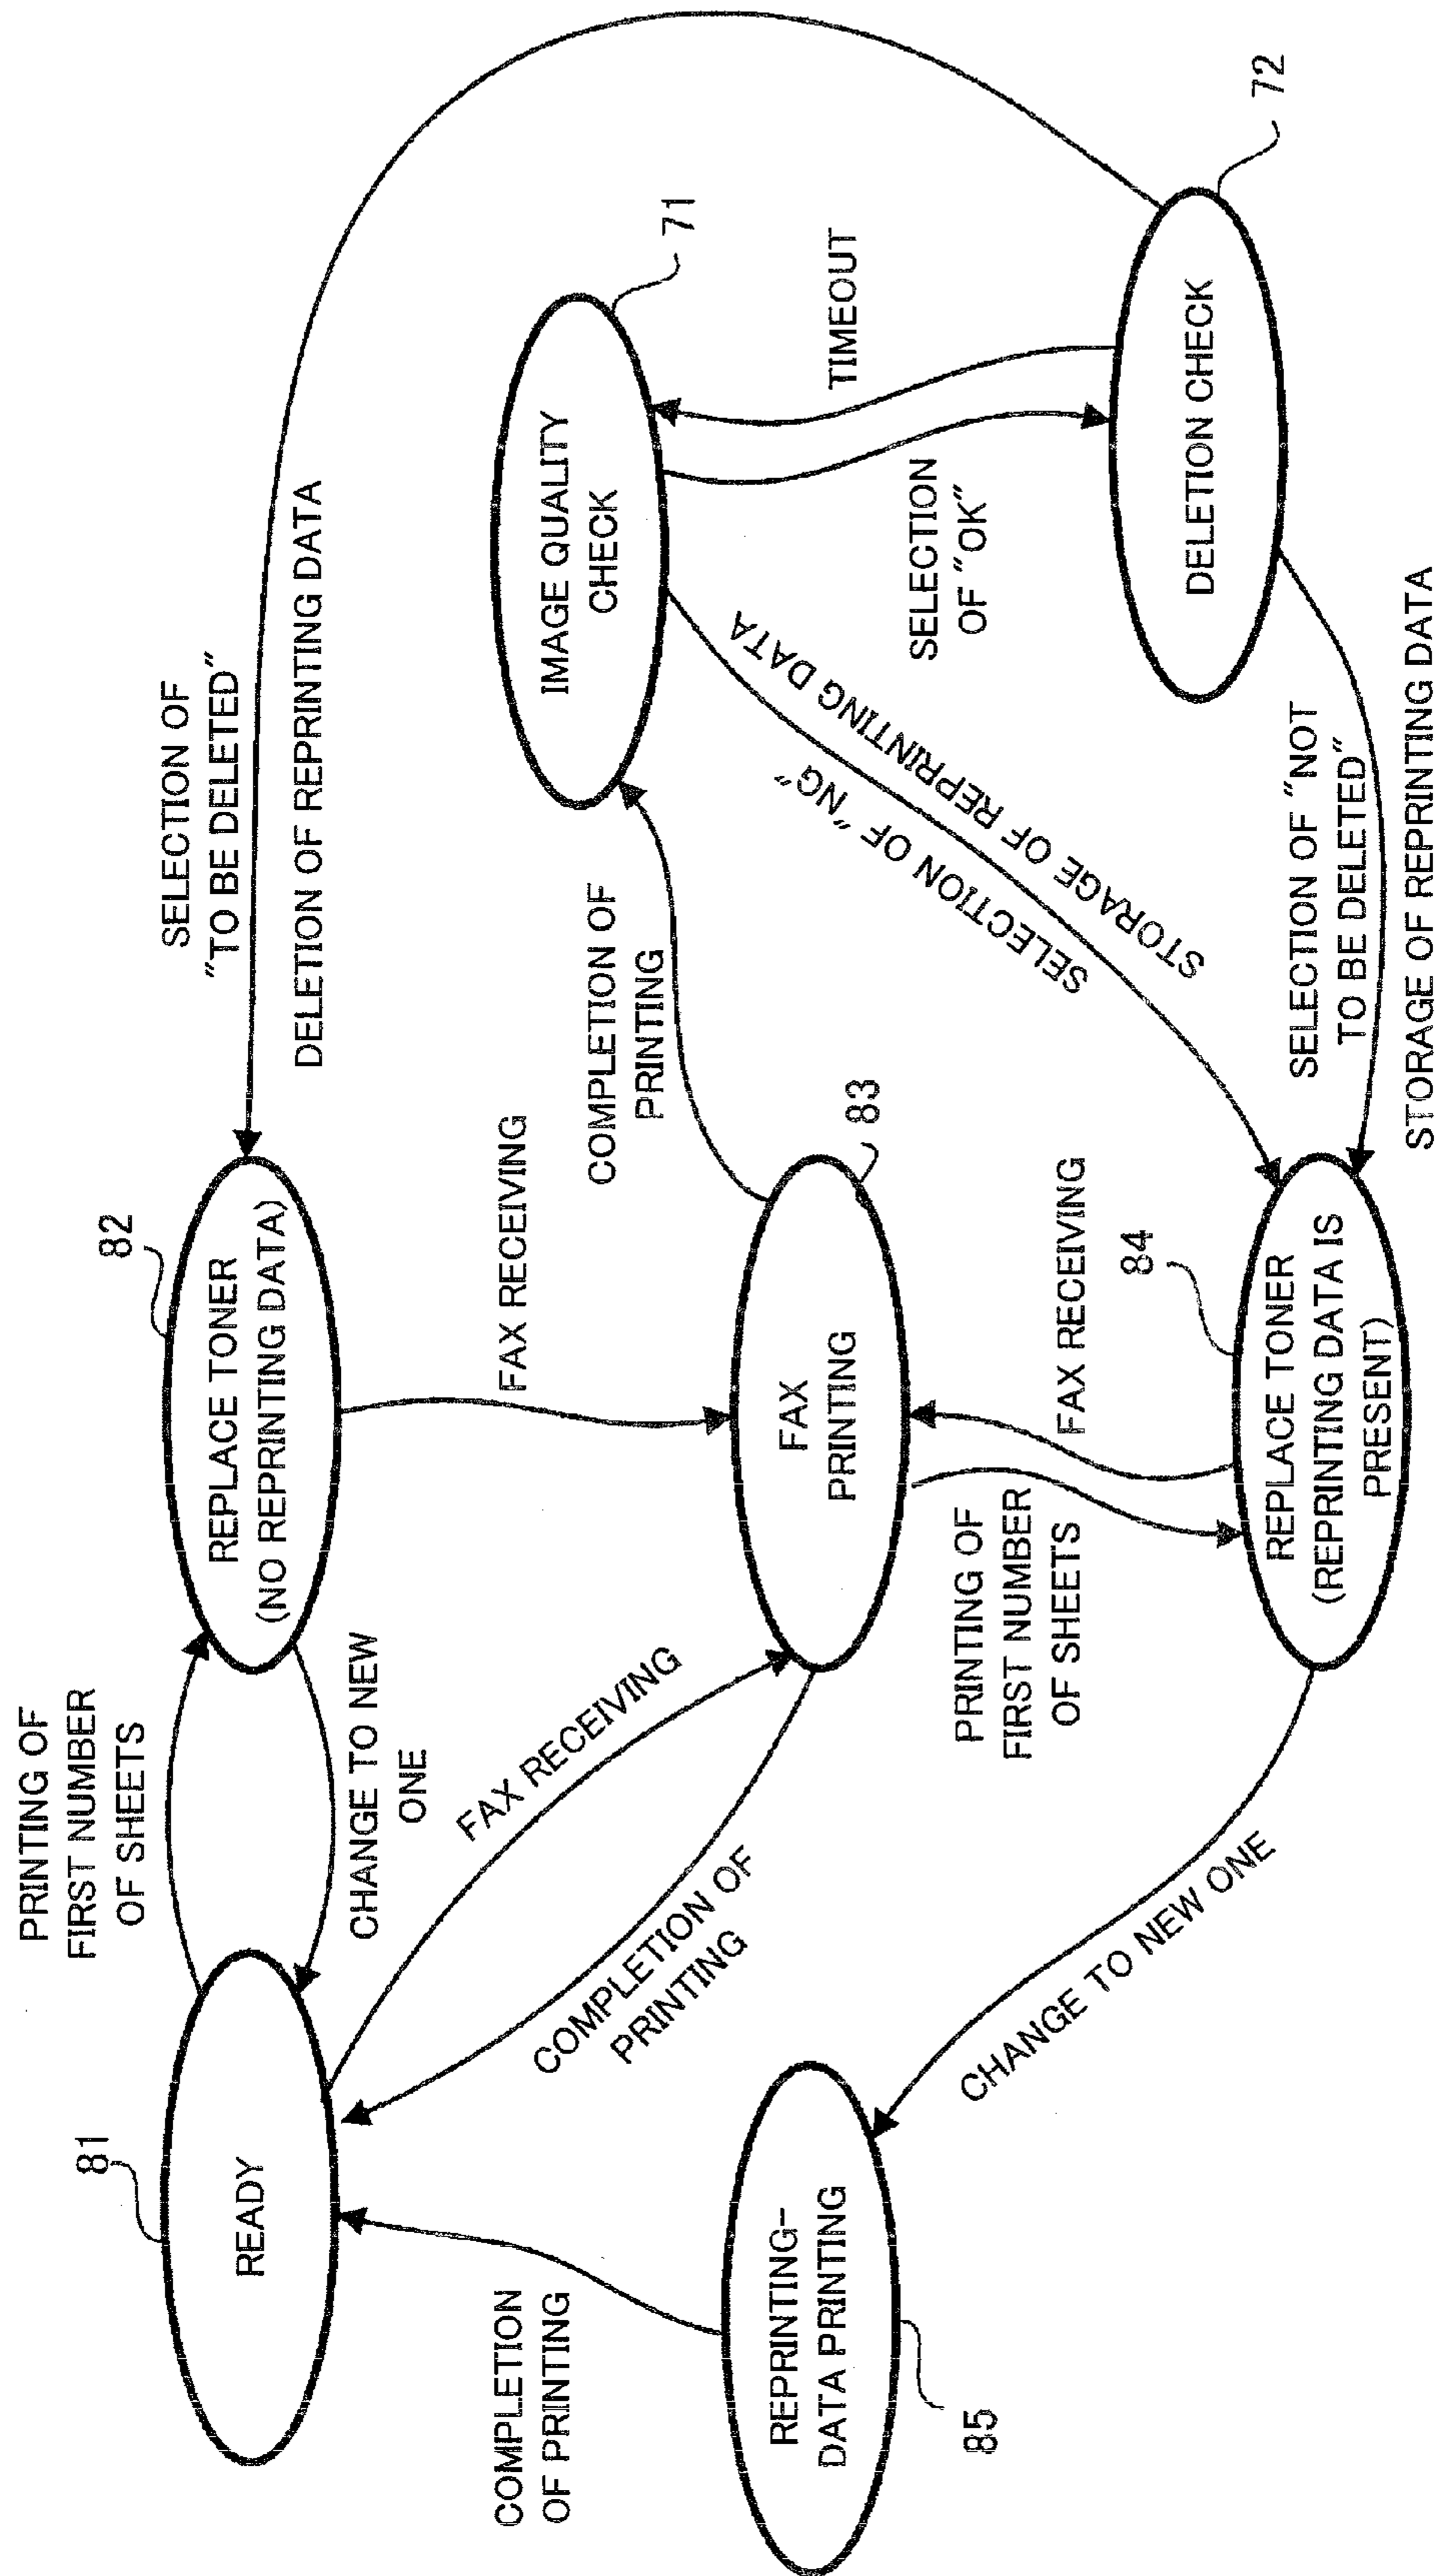 PRINTING OF
FIRST NUMBER
OF SHEETS
81
READY
82
REPLACE TONER
(NO REPRINTING DATA)
CHANGE TO NEW
ONE
SELECTION OF
"TO BE DELETED"
DELETION OF REPRINTING DATA
FAX RECEIVING
COMPLETION OF
PRINTING
FAX RECEIVING
COMPLETION OF
PRINTING
IMAGE QUALITY
CHECK
71
COMPLETION
OF PRINTING
REPRINTING-
DATA PRINTING
85
FAX
PRINTING
83
SELECTION OF "NG"
STORAGE OF REPRINTING DATA
SELECTION
OF "OK"
TIMEOUT
CHANGE TO NEW ONE
PRINTING OF
FIRST NUMBER
OF SHEETS
FAX RECEIVING
84
REPLACE TONER
(REPRINTING DATA IS
PRESENT)
DELETION CHECK
72
SELECTION OF "NOT
TO BE DELETED"
STORAGE OF REPRINTING DATA